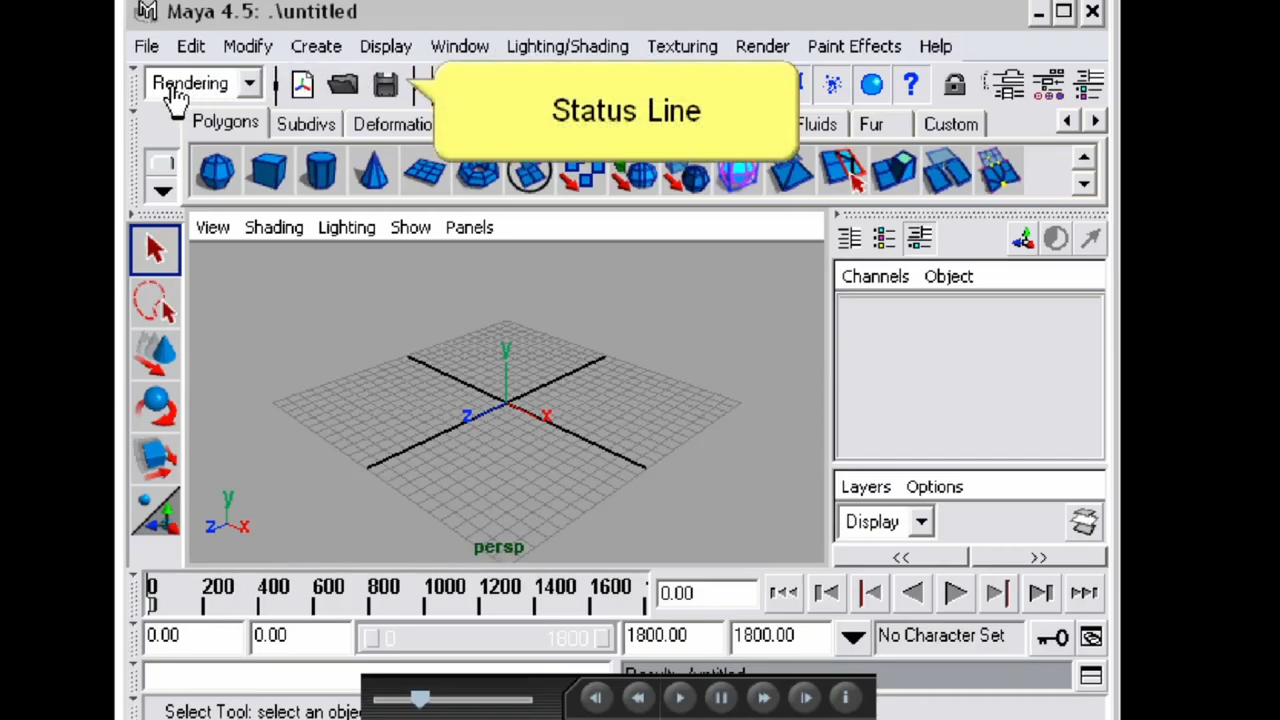 Maya 4.5: .\untitled
File Edit Modify Create Display Window Lighting/Shading Texturing Render Paint Effects Help
Rendering
Status Line
Polygons Subdivs Deformatio Fluids Fur Custom
View Shading Lighting Show Panels
Channels Object
y
z x
y
z x
persp
Layers Options
Display
<< >>
0 200 400 600 800 1000 1200 1400 1600 0.00
0.00 0.00 0 1800 1800.00 1800.00 No Character Set
Select Tool: select an obje